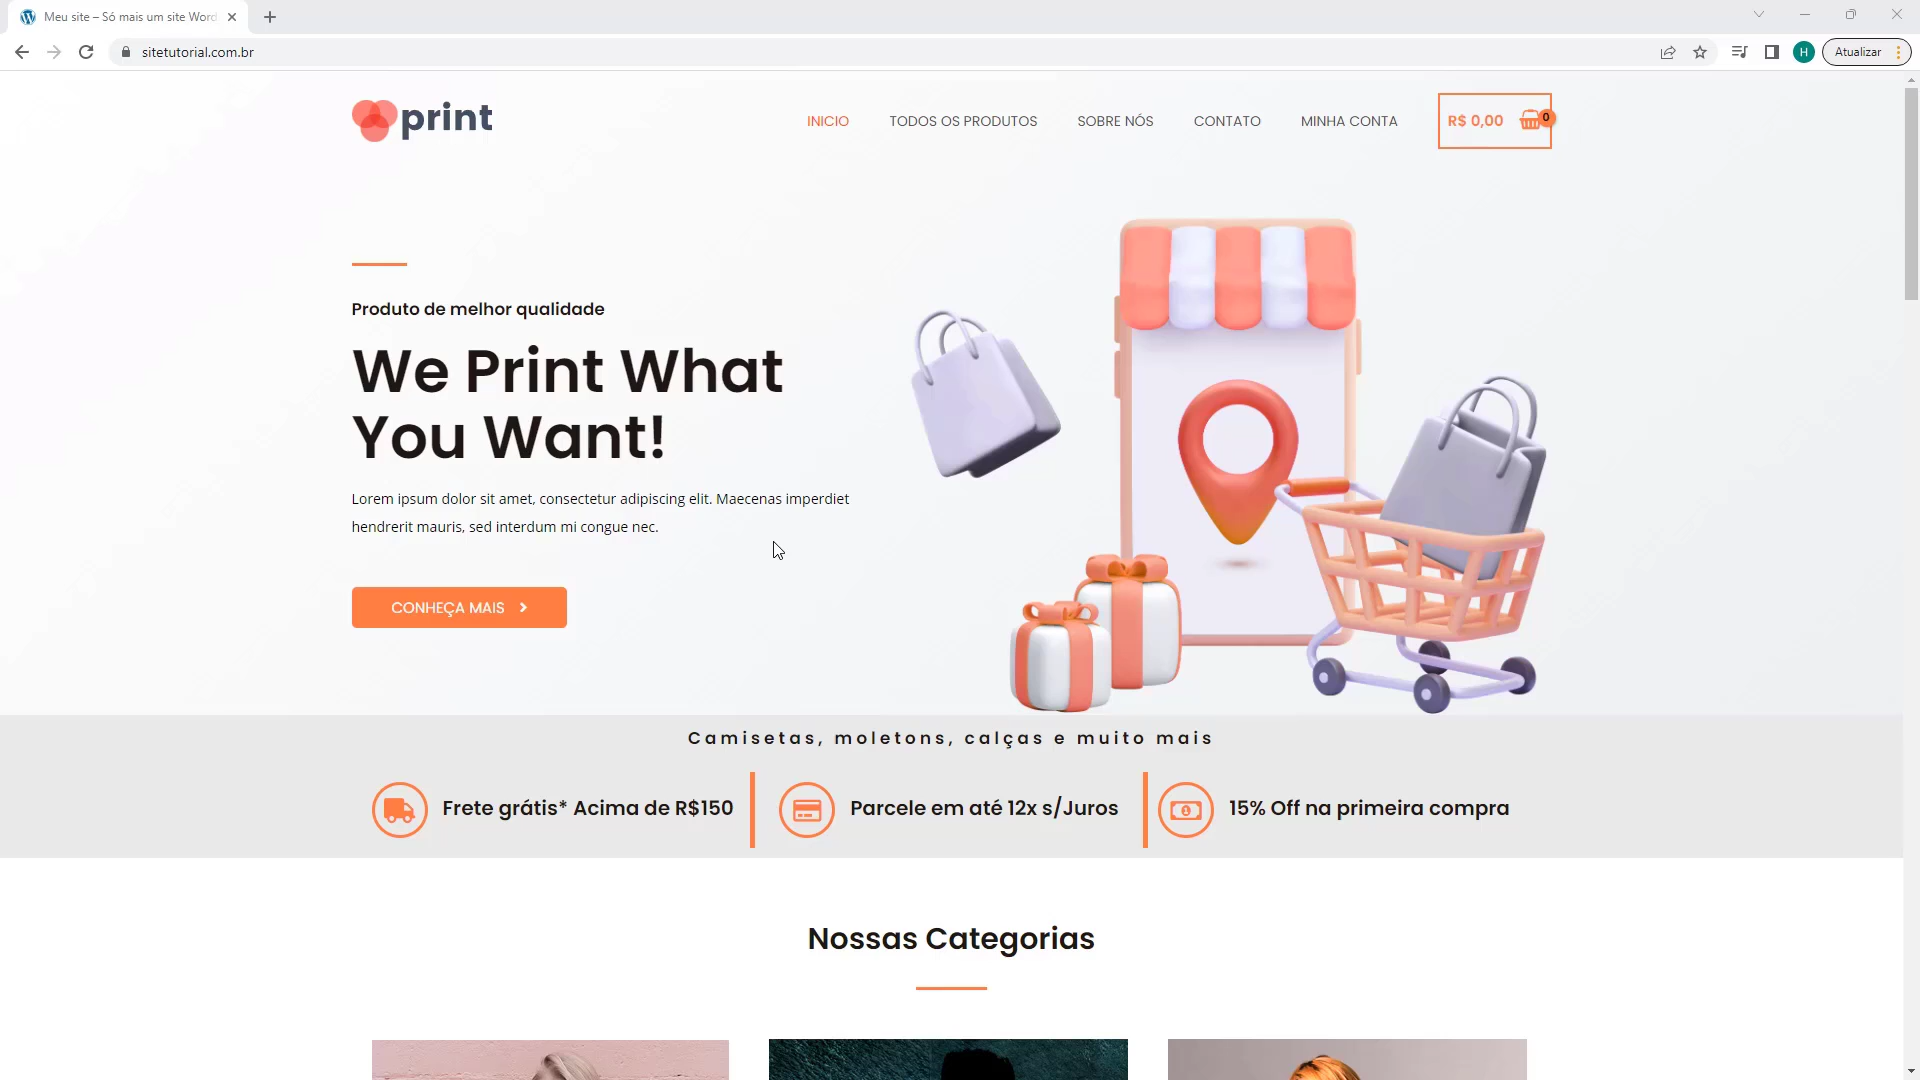 Meu site – Só mais um site Word
sitetutorial.com.br
H
Atualizar
print
INICIO
TODOS OS PRODUTOS
SOBRE NÓS
CONTATO
MINHA CONTA
R$ 0,00
0
Produto de melhor qualidade
We Print What
You Want!
Lorem ipsum dolor sit amet, consectetur adipiscing elit. Maecenas imperdiet
hendrerit mauris, sed interdum mi congue nec.
CONHEÇA MAIS
Camisetas, moletons, calças e muito mais
Frete grátis* Acima de R$150
Parcele em até 12x s/Juros
15% Off na primeira compra
Nossas Categorias